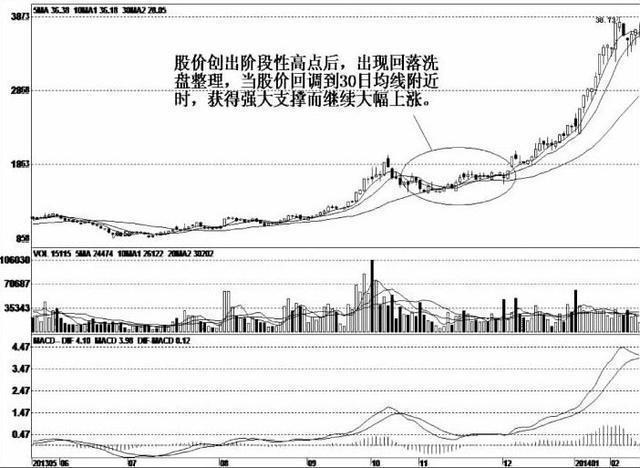 5MA 36.38 10MA1 36.18 30MA2 28.05
3873
38.73
股价创出阶段性高点后，出现回落洗
盘整理，当股价回调到30日均线附近
时，获得强大支撑而继续大幅上涨。
2868
1863
858
VOL 15115 5MA 24474 10MA1 26122 20MA2 30202
106030
70687
35343
MACD- DIF 4.10 MACD 3.98 DIF-MACD 0.12
4.47
3.47
2.47
1.47
0.47
201305 06 07 08 09 10 11 12 201401 02